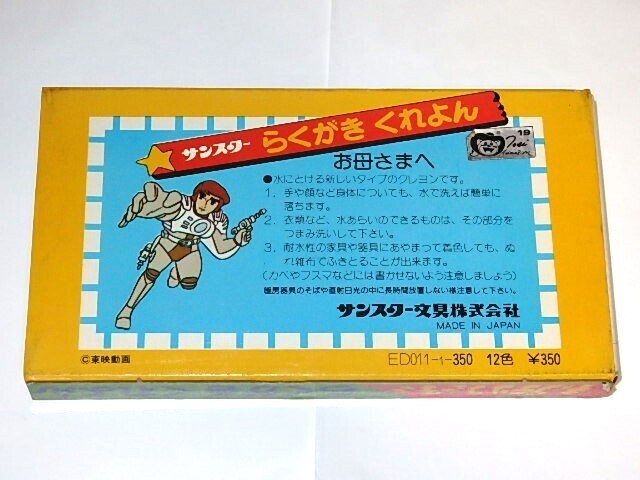 サンスター らくがき くれよん
19
お母さまへ
●水にとける新しいタイプのクレヨンです。
1. 手や顔など身体についても、水で洗えば簡単に
落ちます。
2. 衣類など、水あらいのできるものは、その部分を
つまみ洗いして下さい。
3. 耐水性の家具や器具にあやまって着色しても、ぬ
れ雑布でふきとることが出来ます。
(カベやフスマなどには書かせないよう注意しましょう)
暖房器具のそばや直射日光の中に長時間放置しない様注意して下さい。
サンスター文具株式会社
MADE IN JAPAN
©東映動画
ED011-1-350 12色 ¥350